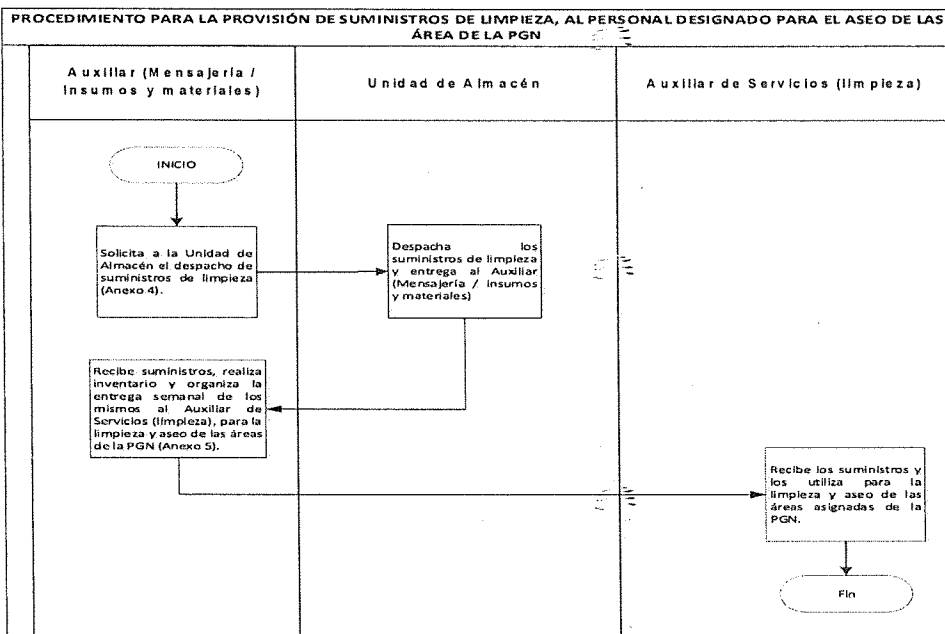 PROCEDIMIENTO PARA LA PROVISIÓN DE SUMINISTROS DE LIMPIEZA, AL PERSONAL DESIGNADO PARA EL ASEO DE LAS
ÁREA DE LA PGN
Auxiliar (Mensajería /
Insumos y materiales)
Unidad de Almacén
Auxiliar de Servicios (limpieza)
INICIO
Solicita a la Unidad de
Almacén el despacho de
suministros de limpieza
(Anexo 4).
Despacha los
suministros de limpieza
y entrega al Auxiliar
(Mensajería / Insumos
y materiales)
Recibe suministros, realiza
inventario y organiza la
entrega semanal de los
mismos al Auxiliar de
Servicios (limpieza), para la
limpieza y aseo de las áreas
de la PGN (Anexo 5).
Recibe los suministros y
los utiliza para la
limpieza y aseo de las
áreas asignadas de la
PGN.
Fin